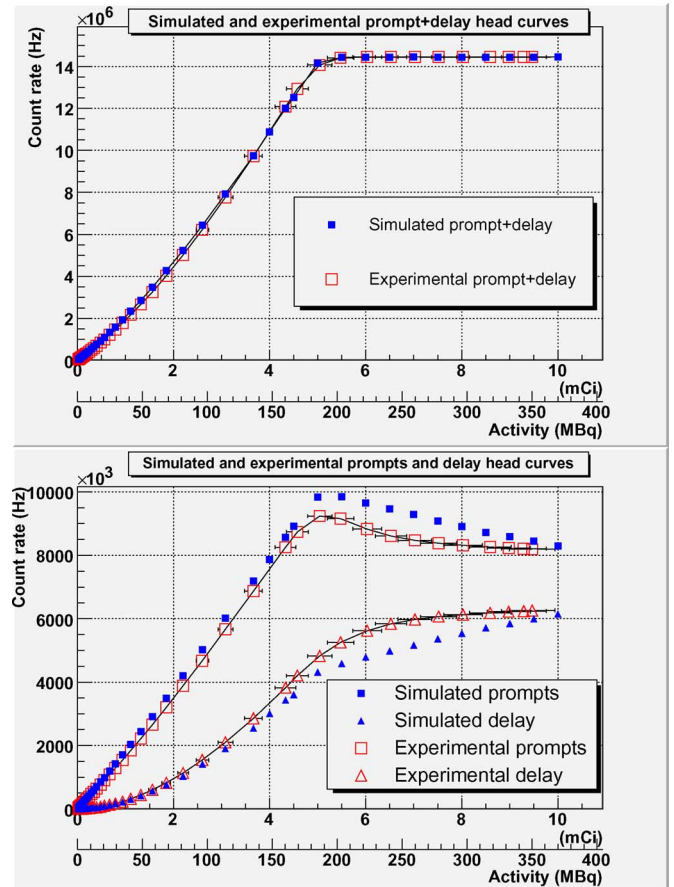 Simulated and experimental prompt+delay head curves
×10⁶
Count rate (Hz)
14
12
10
8
6
4
2
0
Simulated prompt+delay
Experimental prompt+delay
0 2 4 6 8 10
(mCi)
0 50 100 150 200 250 300 350 400
Activity (MBq)
Simulated and experimental prompts and delay head curves
×10³
Count rate (Hz)
10000
8000
6000
4000
2000
0
Simulated prompts
Simulated delay
Experimental prompts
Experimental delay
0 2 4 6 8 10
(mCi)
0 50 100 150 200 250 300 350 400
Activity (MBq)